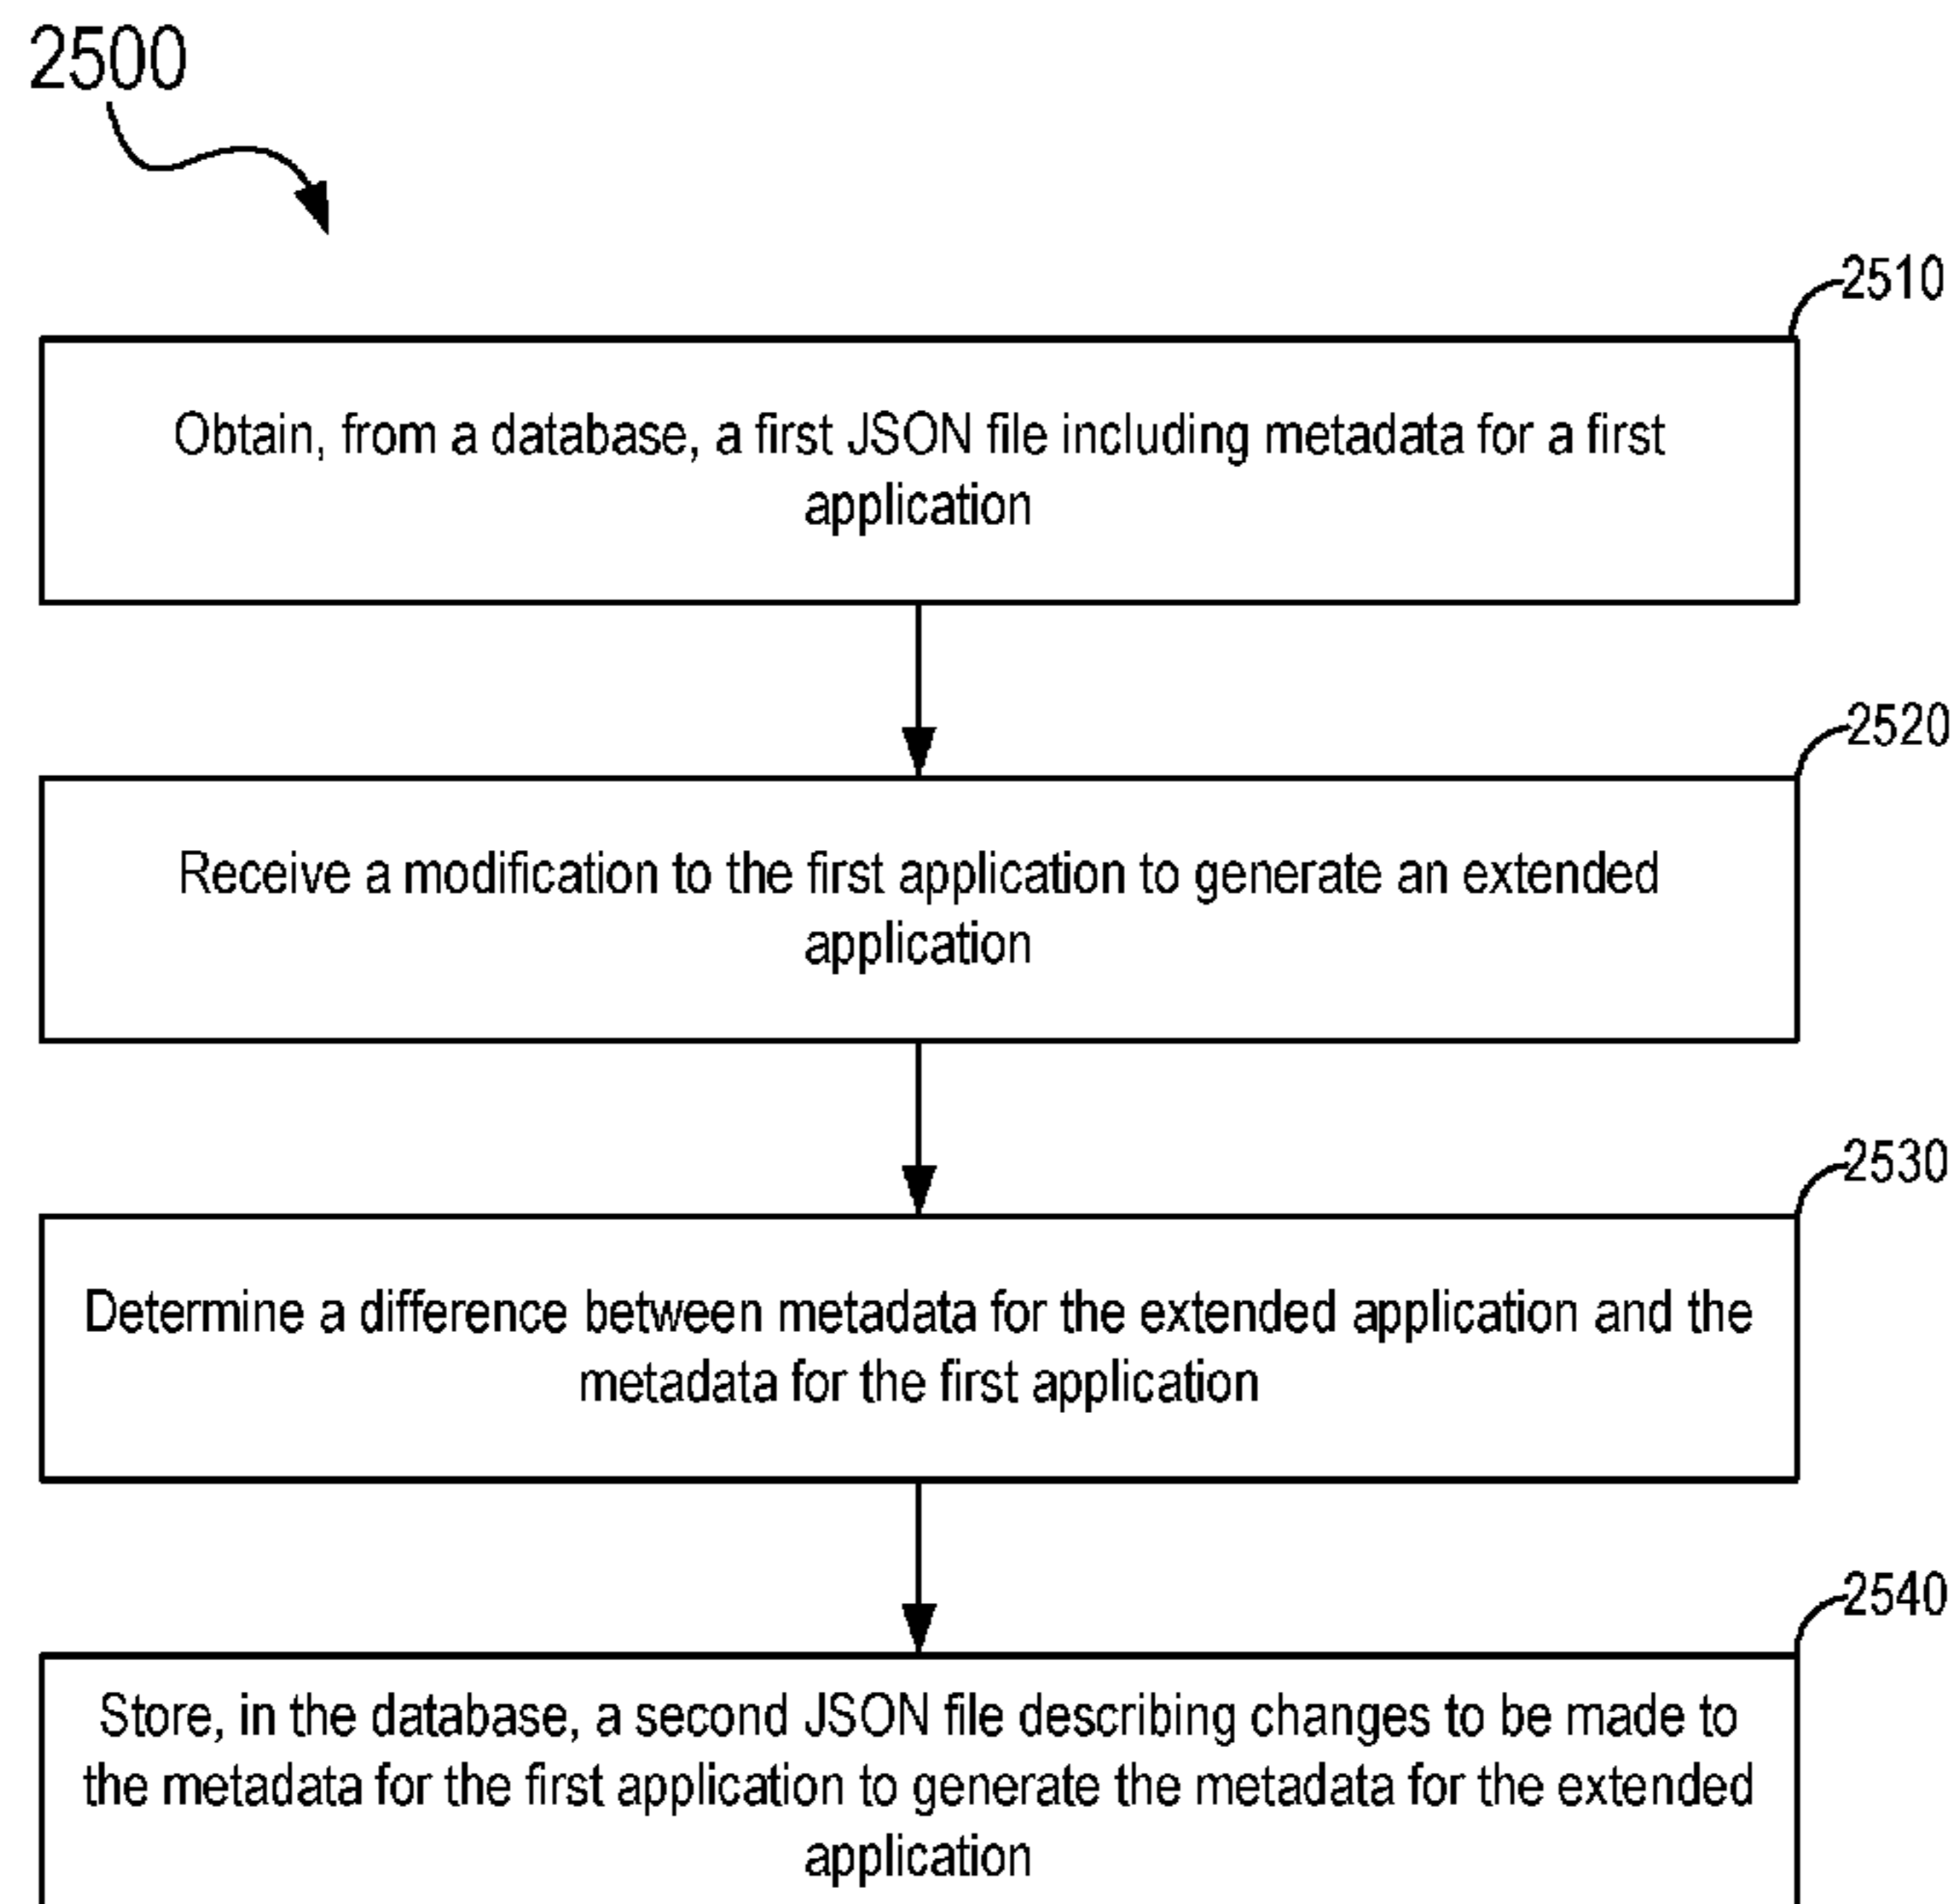 2500
2510
Obtain, from a database, a first JSON file including metadata for a first
application
2520
Receive a modification to the first application to generate an extended
application
2530
Determine a difference between metadata for the extended application and the
metadata for the first application
2540
Store, in the database, a second JSON file describing changes to be made to
the metadata for the first application to generate the metadata for the extended
application